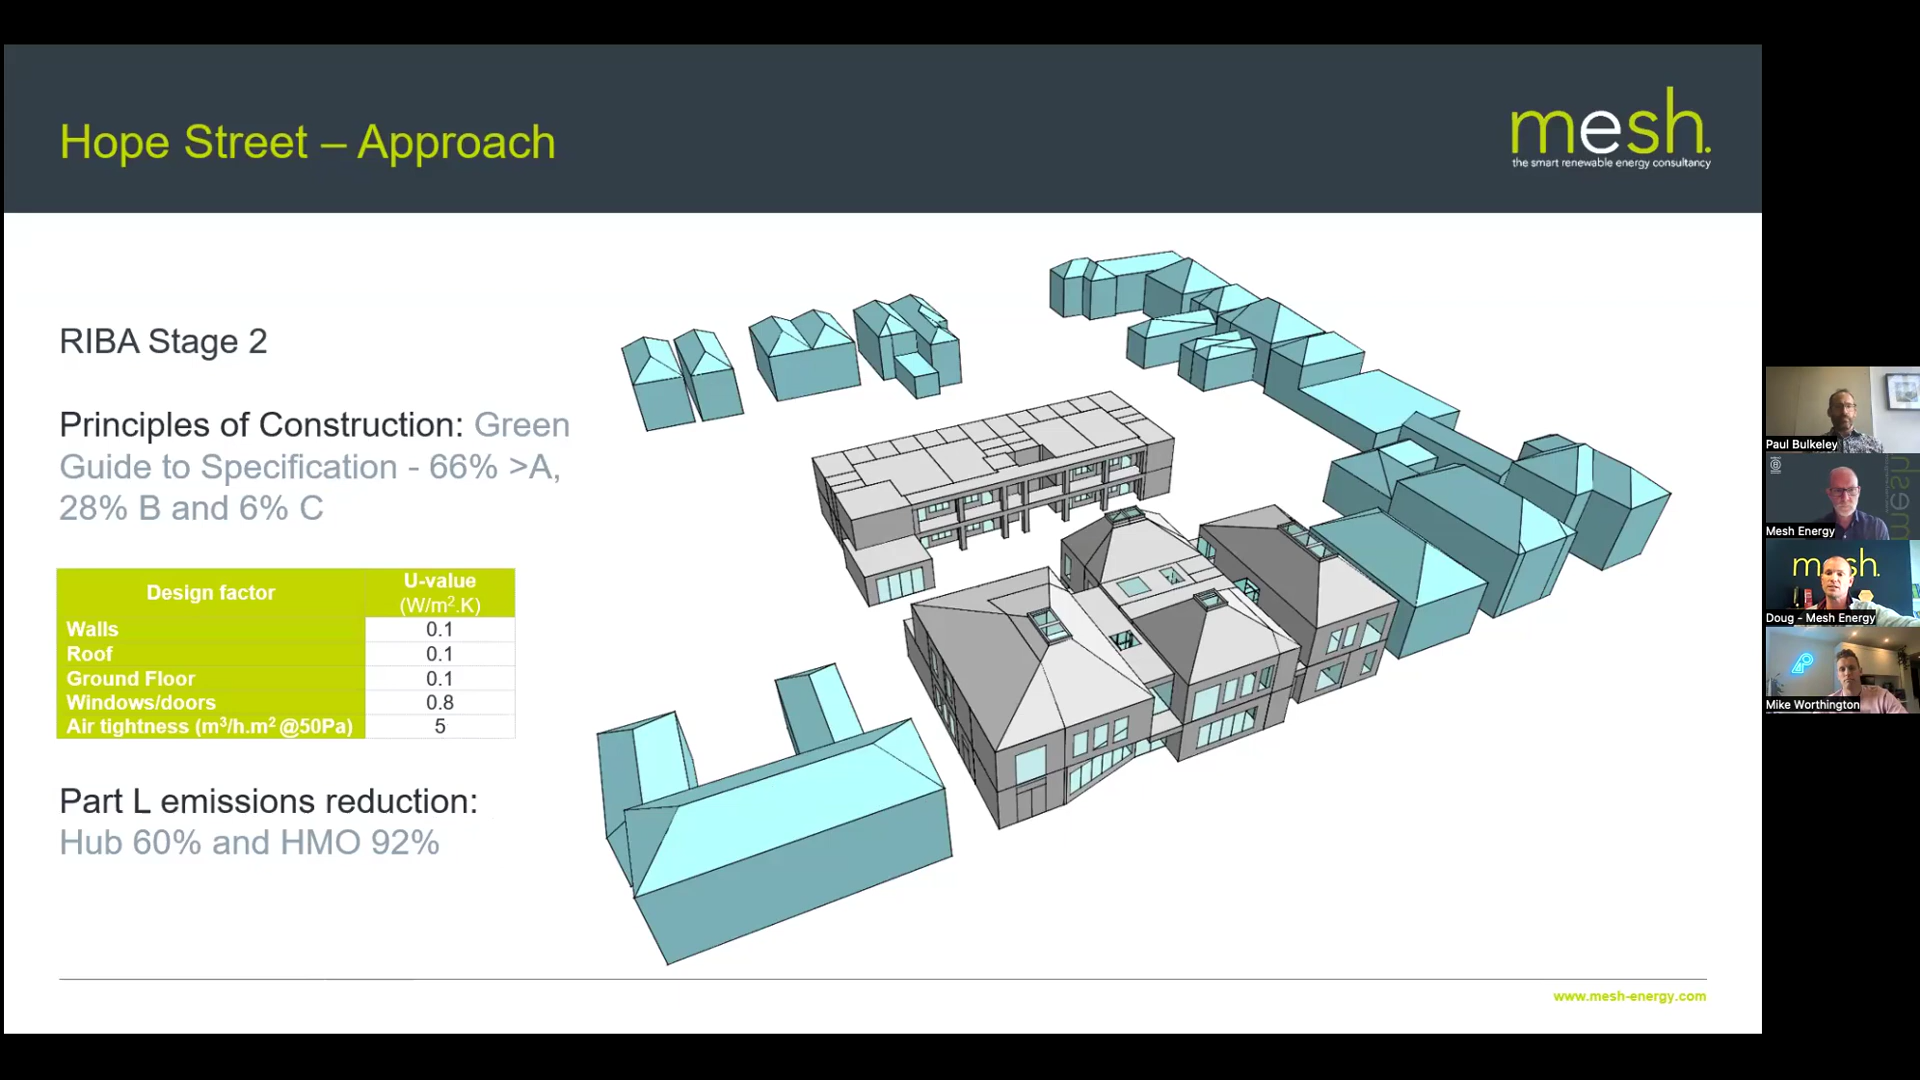 Hope Street – Approach
mesh.
the smart renewable energy consultancy
RIBA Stage 2
Principles of Construction: Green
Guide to Specification - 66% >A,
28% B and 6% C
Design factor
U-value
(W/m².K)
Walls 0.1
Roof 0.1
Ground Floor 0.1
Windows/doors 0.8
Air tightness (m³/h.m² @50Pa) 5
Part L emissions reduction:
Hub 60% and HMO 92%
www.mesh-energy.com
Paul Bulkeley
mesh
Mesh Energy
mesh.
Doug - Mesh Energy
Mike Worthington